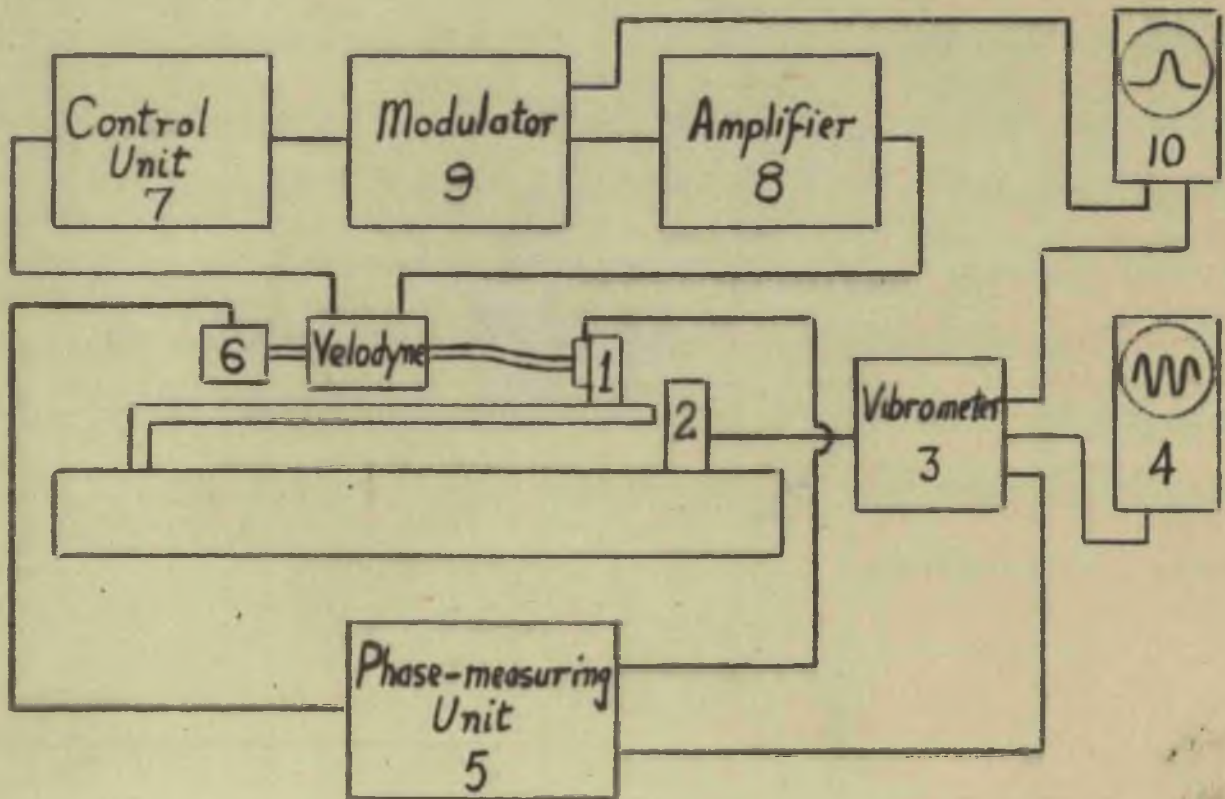 Control
Unit
7
Modulator
9
Amplifier
8
10
6
Velodyne
1
2
Vibrometer
3
4
Phase-measuring
Unit
5